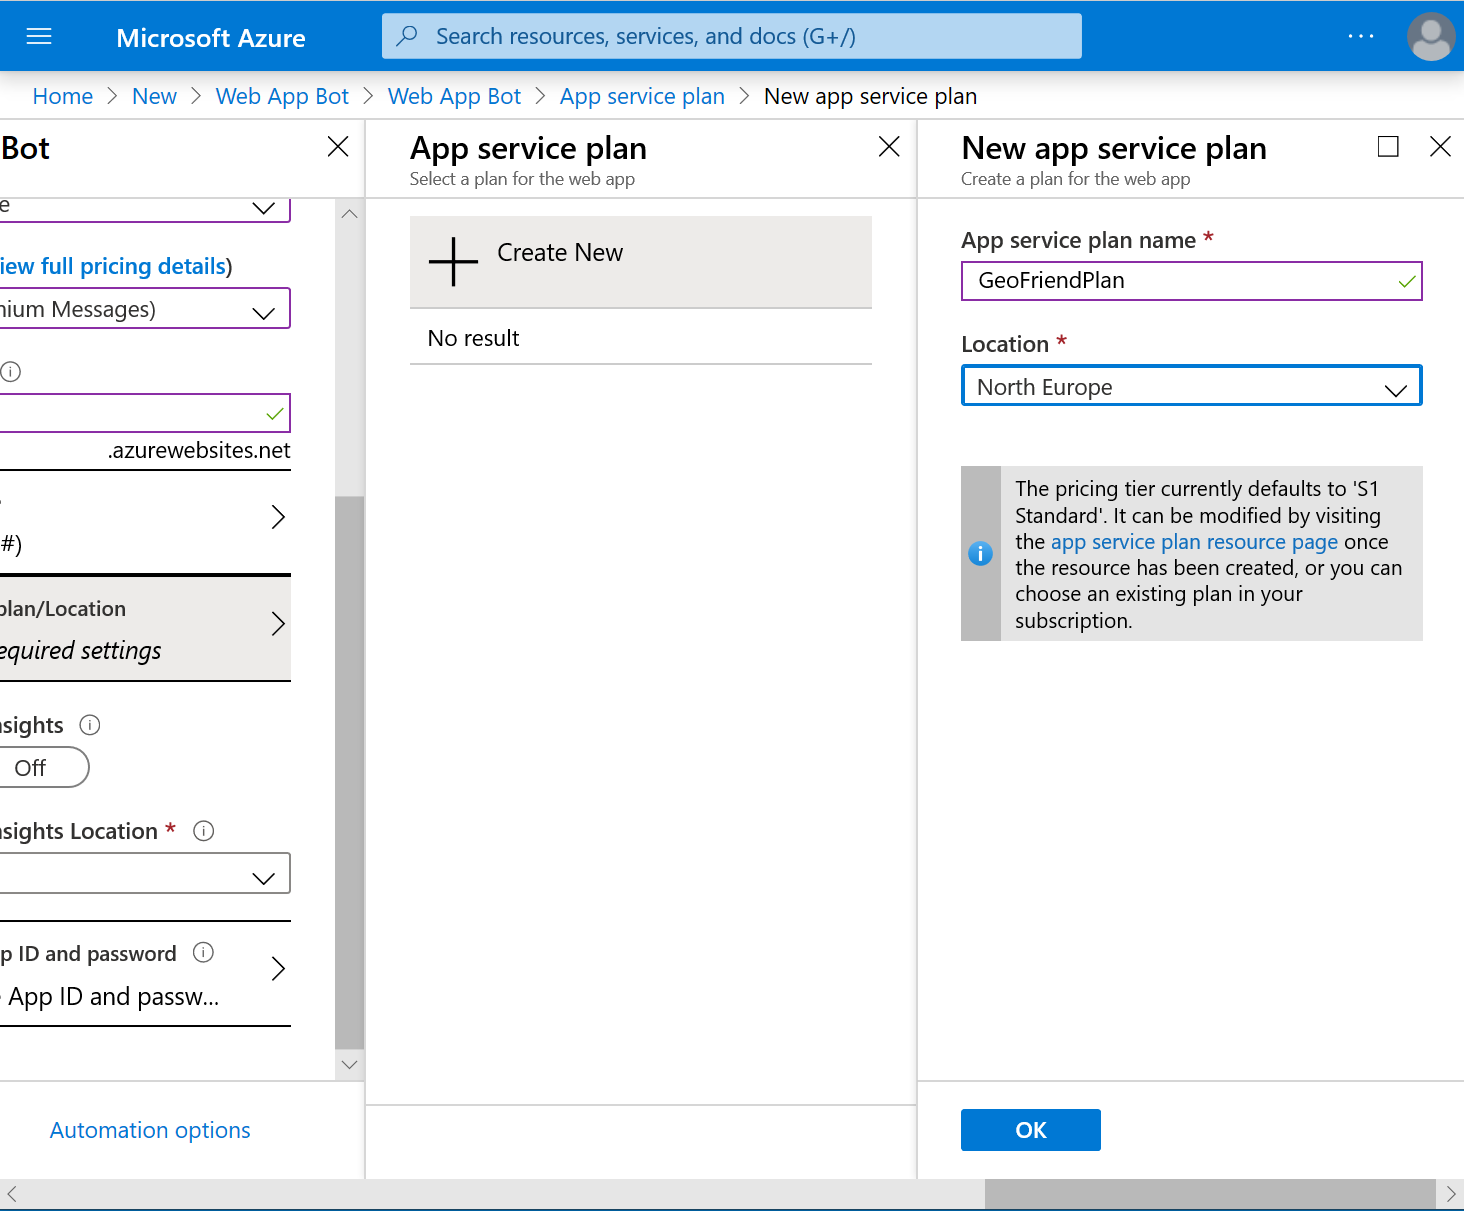 Microsoft Azure
Search resources, services, and docs (G+/)
...
Home > New > Web App Bot > Web App Bot > App service plan > New app service plan
Bot
e
iew full pricing details)
nium Messages)
.azurewebsites.net
#)
plan/Location
equired settings
nsights
Off
nsights Location *
p ID and password
App ID and passw...
Automation options
App service plan
Select a plan for the web app
Create New
No result
New app service plan
Create a plan for the web app
App service plan name *
GeoFriendPlan
Location *
North Europe
The pricing tier currently defaults to 'S1
Standard'. It can be modified by visiting
the app service plan resource page once
the resource has been created, or you can
choose an existing plan in your
subscription.
OK